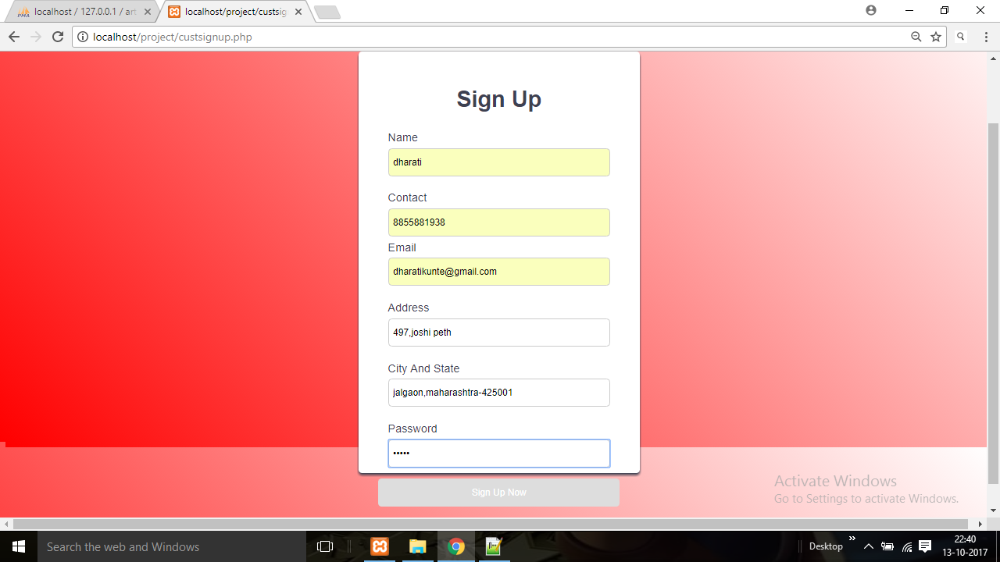 localhost / 127.0.0.1 / art
localhost/project/custsig
localhost/project/custsignup.php
Sign Up
Name
dharati
Contact
8855881938
Email
dharatikunte@gmail.com
Address
497,joshi peth
City And State
jalgaon,maharashtra-425001
Password
•••••
Sign Up Now
Activate Windows
Go to Settings to activate Windows.
Search the web and Windows
Desktop
22:40
13-10-2017